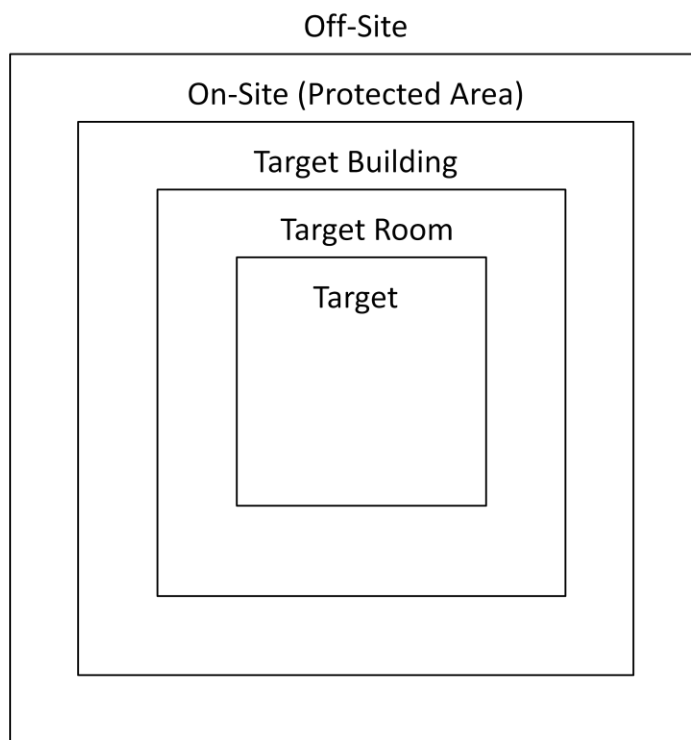 Off-Site
On-Site (Protected Area)
Target Building
Target Room
Target